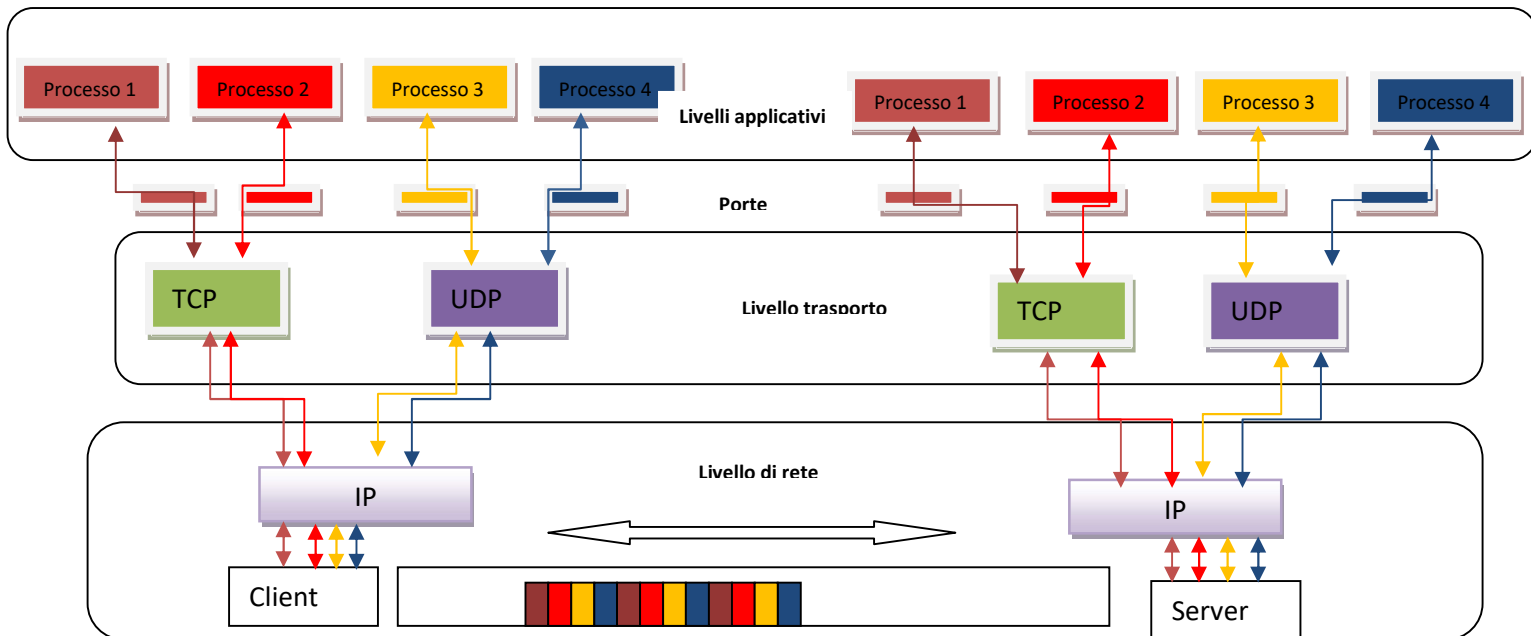 Processo 1
Processo 2
Processo 3
Processo 4
Livelli applicativi
Processo 1
Processo 2
Processo 3
Processo 4
Porte
TCP
UDP
Livello trasporto
TCP
UDP
Livello di rete
IP
IP
Client
Server